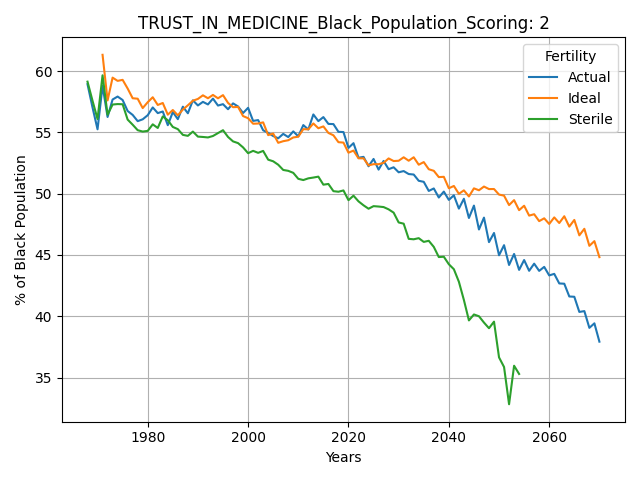 TRUST_IN_MEDICINE_Black_Population_Scoring: 2
Fertility
Actual
Ideal
Sterile
% of Black Population
60
55
50
45
40
35
1980
2000
2020
2040
2060
Years